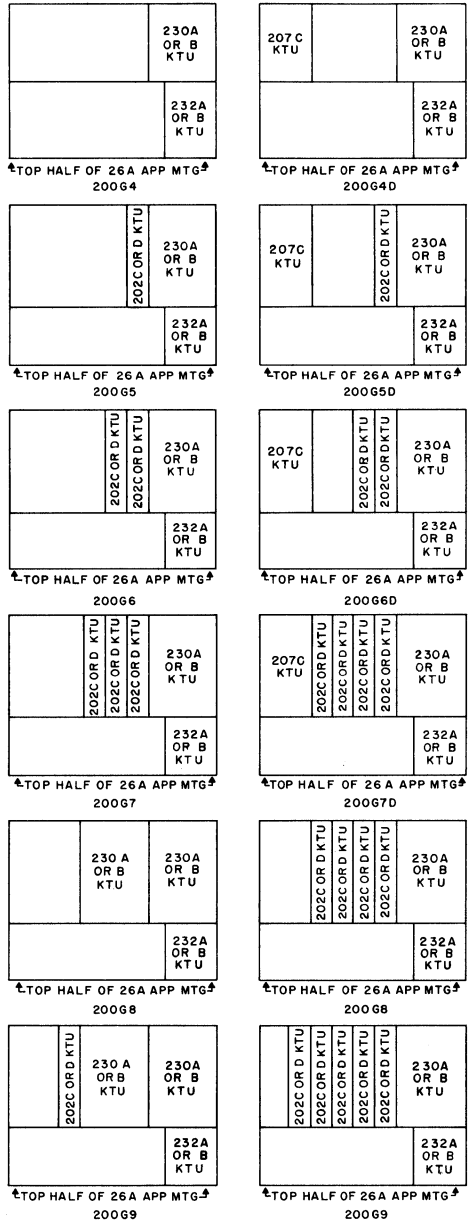 230A
OR B
KTU
232A
OR B
KTU
TOP HALF OF 26A APP MTG
200G4
207C
KTU
230A
OR B
KTU
232A
OR B
KTU
TOP HALF OF 26A APP MTG
200G4D
202C OR D KTU
230A
OR B
KTU
232A
OR B
KTU
TOP HALF OF 26A APP MTG
200G5
207C
KTU
202C OR D KTU
230A
OR B
KTU
232A
OR B
KTU
TOP HALF OF 26A APP MTG
200G5D
202C OR D KTU
202C OR D KTU
230A
OR B
KTU
232A
OR B
KTU
TOP HALF OF 26A APP MTG
200G6
207C
KTU
202C OR D KTU
202C OR D KTU
230A
OR B
KTU
232A
OR B
KTU
TOP HALF OF 26A APP MTG
200G6D
202C OR D KTU
202C OR D KTU
202C OR D KTU
230A
OR B
KTU
232A
OR B
KTU
TOP HALF OF 26A APP MTG
200G7
207C
KTU
202C OR D KTU
202C OR D KTU
202C OR D KTU
202C OR D KTU
230A
OR B
KTU
232A
OR B
KTU
TOP HALF OF 26A APP MTG
200G7D
230A
OR B
KTU
230A
OR B
KTU
232A
OR B
KTU
TOP HALF OF 26A APP MTG
200G8
202C OR D KTU
202C OR D KTU
202C OR D KTU
202C OR D KTU
230A
OR B
KTU
232A
OR B
KTU
TOP HALF OF 26A APP MTG
200G8
202C OR D KTU
230A
OR B
KTU
230A
OR B
KTU
232A
OR B
KTU
TOP HALF OF 26A APP MTG
200G9
202C OR D KTU
202C OR D KTU
202C OR D KTU
202C OR D KTU
202C OR D KTU
230A
OR B
KTU
232A
OR B
KTU
TOP HALF OF 26A APP MTG
200G9